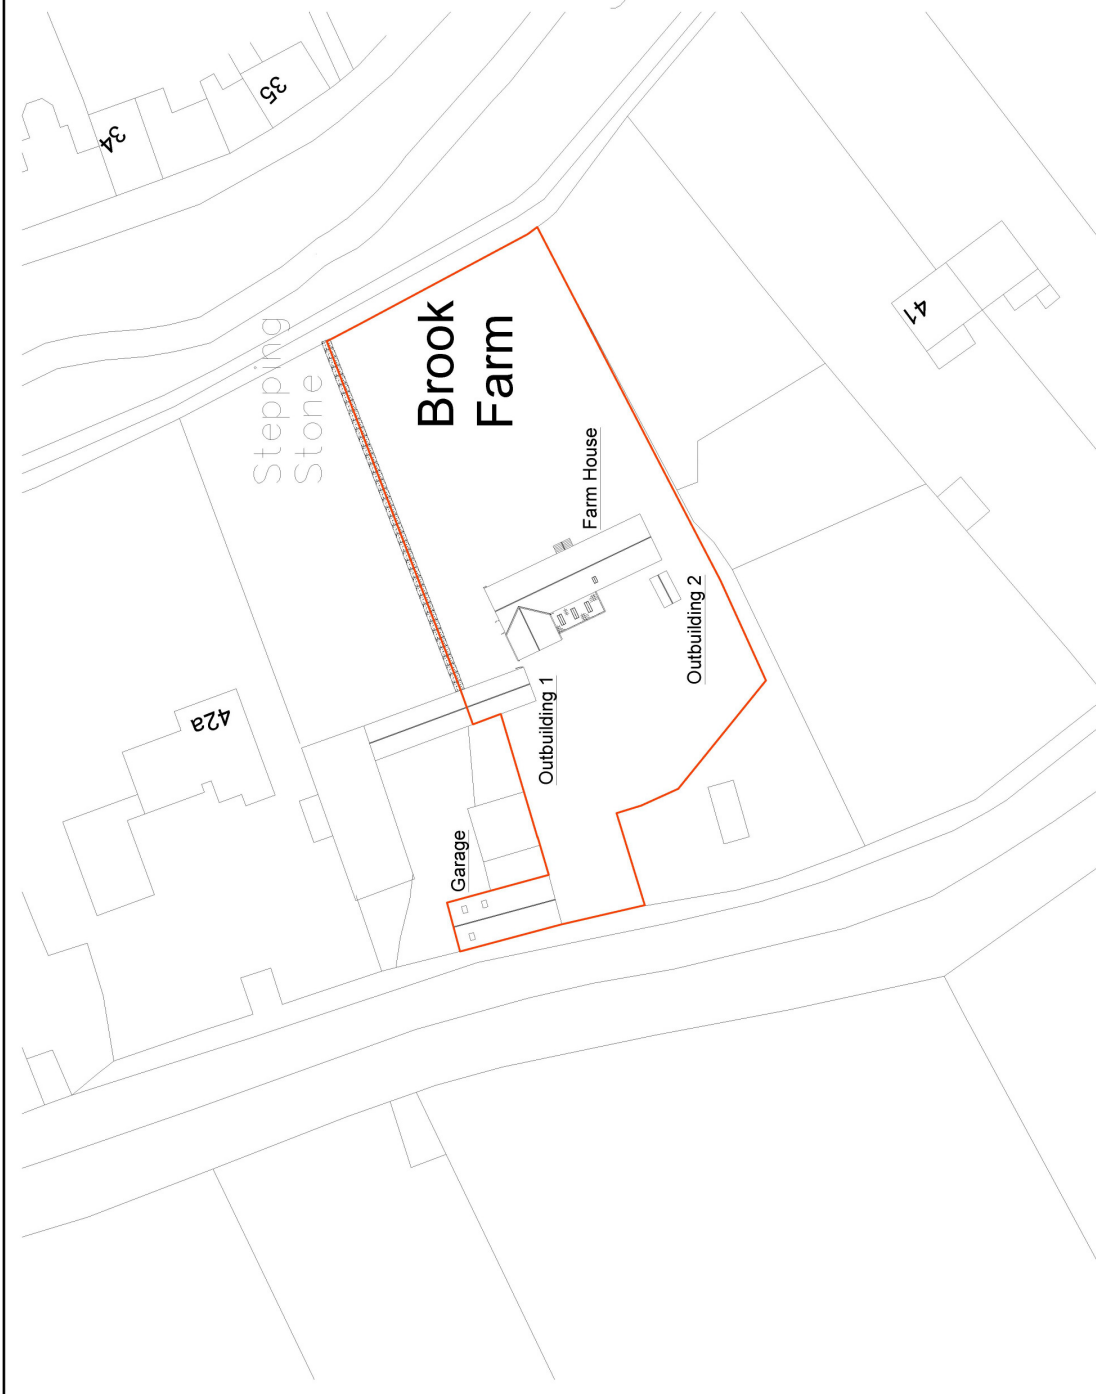 34
35
Stepping
Stone
Brook
Farm
Farm House
42a
41
Outbuilding 2
Outbuilding 1
Garage